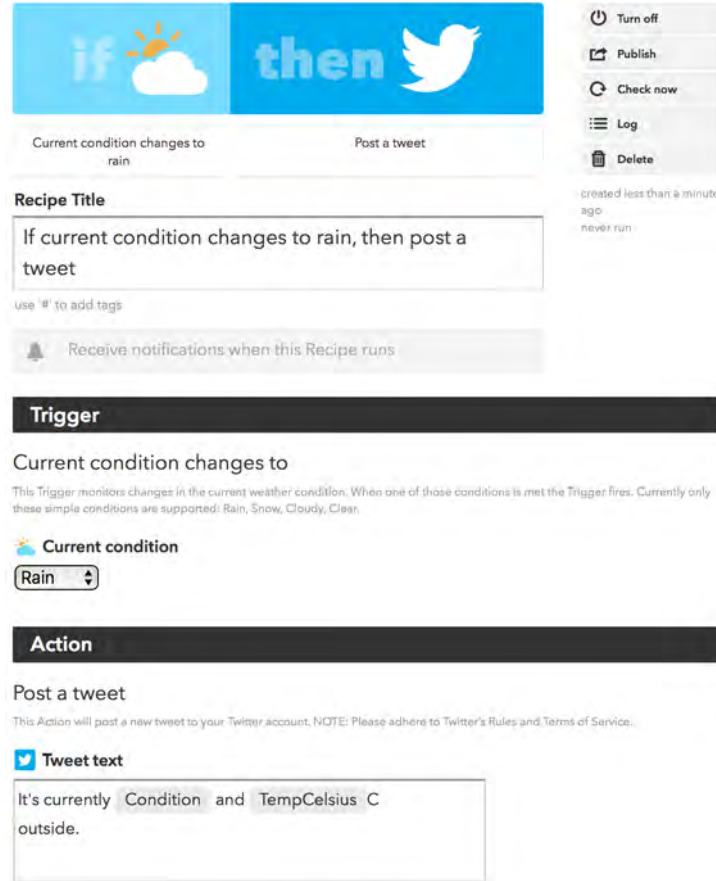 if then
Current condition changes to
rain
Post a tweet
Turn off
Publish
Check now
Log
Delete
created less than a minute
ago
never run
Recipe Title
If current condition changes to rain, then post a
tweet
use '#' to add tags
Receive notifications when this Recipe runs
Trigger
Current condition changes to
This Trigger monitors changes in the current weather condition. When one of those conditions is met the Trigger fires. Currently only
these simple conditions are supported: Rain, Snow, Cloudy, Clear.
Current condition
Rain
Action
Post a tweet
This Action will post a new tweet to your Twitter account. NOTE: Please adhere to Twitter's Rules and Terms of Service.
Tweet text
It's currently Condition and TempCelsius C
outside.